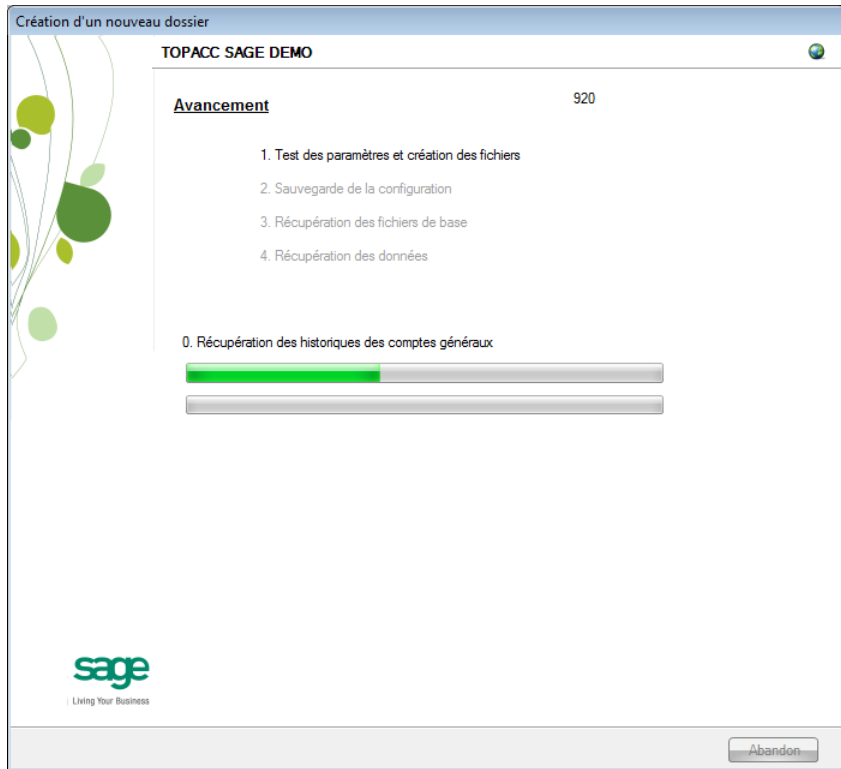 Création d'un nouveau dossier
TOPACC SAGE DEMO
Avancement
920
1. Test des paramètres et création des fichiers
2. Sauvegarde de la configuration
3. Récupération des fichiers de base
4. Récupération des données
0. Récupération des historiques des comptes généraux
sage
Living Your Business
Abandon